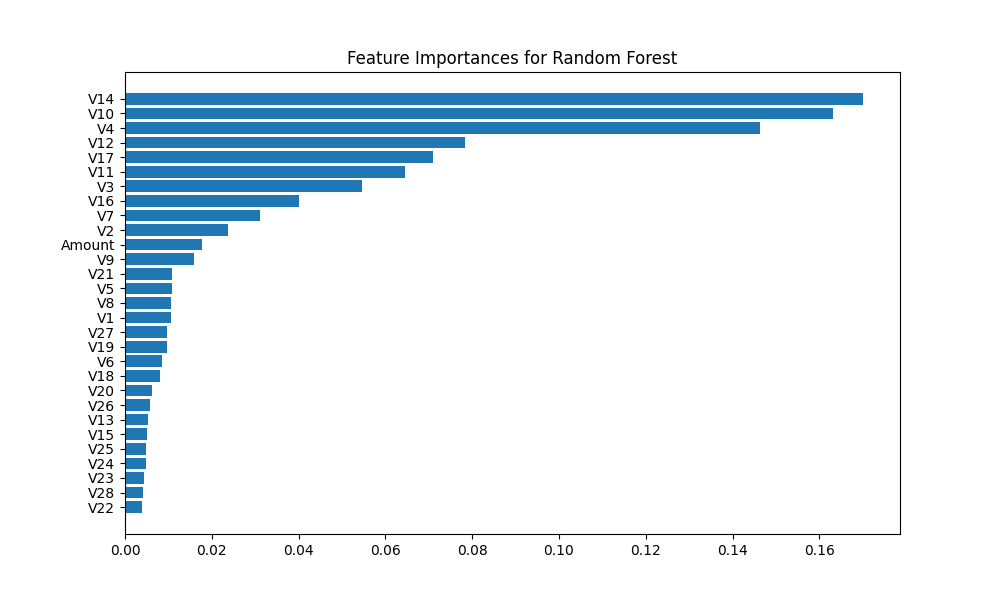 Feature Importances for Random Forest
V14
V10
V4
V12
V17
V11
V3
V16
V7
V2
Amount
V9
V21
V5
V8
V1
V27
V19
V6
V18
V20
V26
V13
V15
V25
V24
V23
V28
V22
0.00 0.02 0.04 0.06 0.08 0.10 0.12 0.14 0.16